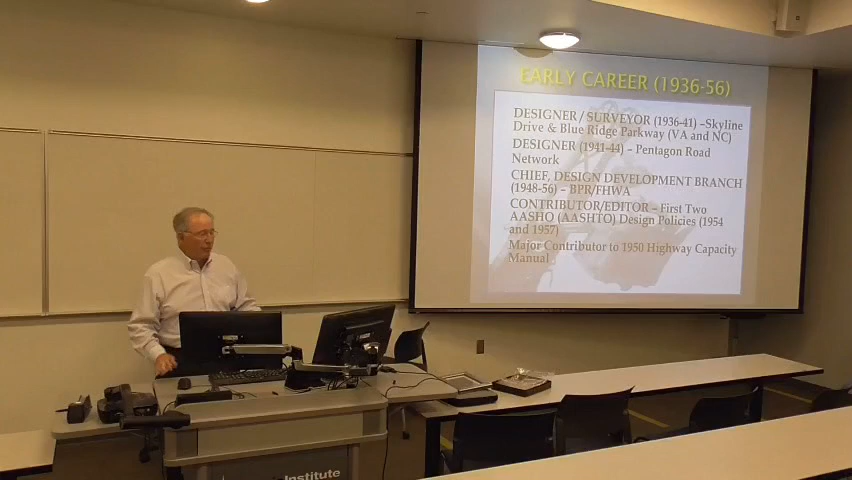 EARLY CAREER (1936-56)
DESIGNER / SURVEYOR (1936-41) –Skyline
Drive & Blue Ridge Parkway (VA and NC)
DESIGNER (1941-44) – Pentagon Road
Network
CHIEF, DESIGN DEVELOPMENT BRANCH
(1948-56) – BPR/FHWA
CONTRIBUTOR/EDITOR – First Two
AASHO (AASHTO) Design Policies (1954
and 1957)
Major Contributor to 1950 Highway Capacity
Manual
Institute